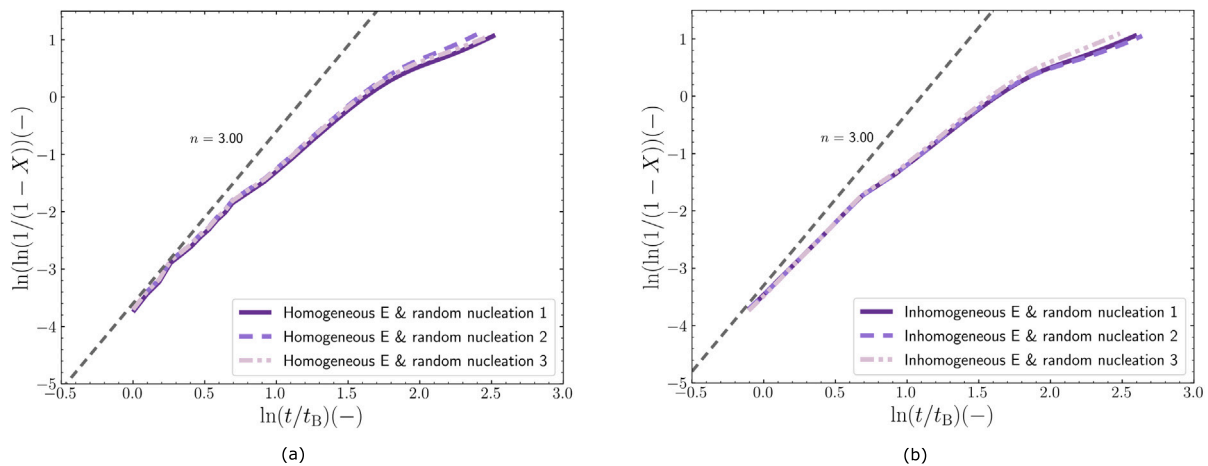 1
0
−1
−2
−3
−4
−5
ln(ln(1/(1 − X))(−)
n = 3.00
Homogeneous E & random nucleation 1
Homogeneous E & random nucleation 2
Homogeneous E & random nucleation 3
−0.5 0.0 0.5 1.0 1.5 2.0 2.5 3.0
ln(t/t_B)(−)
(a)
1
0
−1
−2
−3
−4
−5
ln(ln(1/(1 − X))(−)
n = 3.00
Inhomogeneous E & random nucleation 1
Inhomogeneous E & random nucleation 2
Inhomogeneous E & random nucleation 3
−0.5 0.0 0.5 1.0 1.5 2.0 2.5 3.0
ln(t/t_B)(−)
(b)